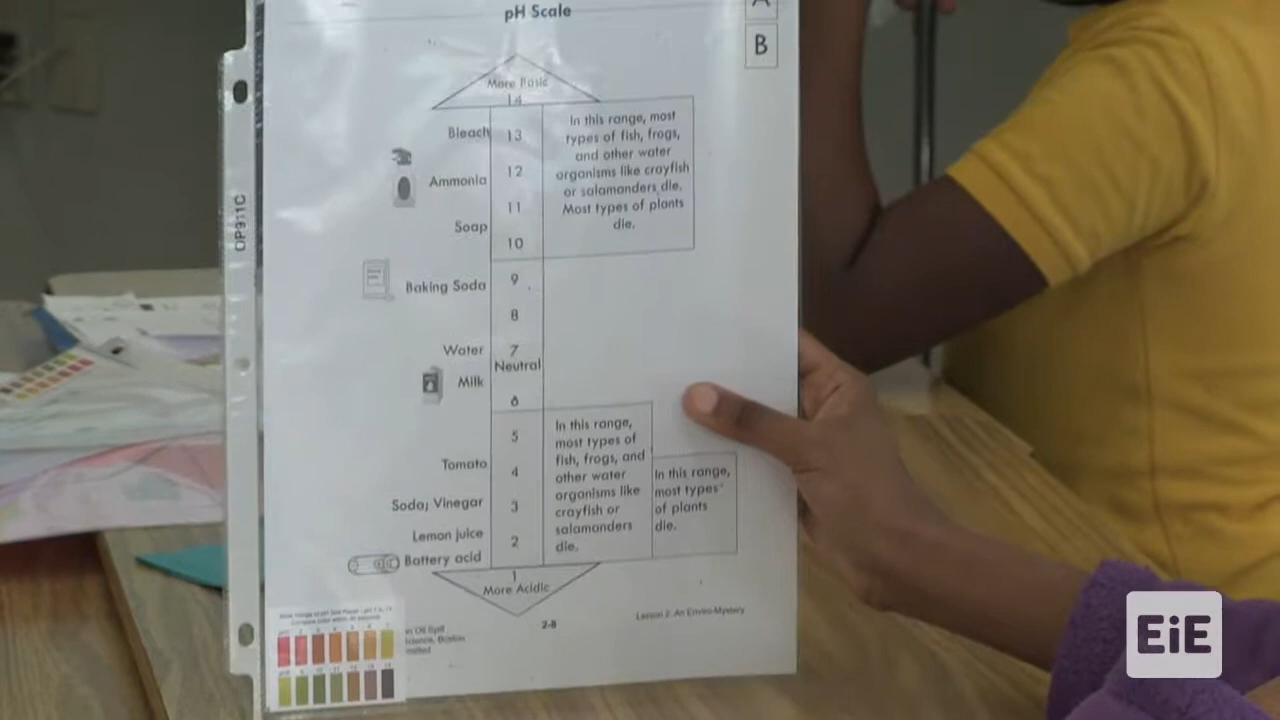 pH Scale
A
B
More Basic
14
Bleach
13
12
Ammonia
11
Soap
10
9
Baking Soda
8
Water
7
Neutral
Milk
6
5
Tomato
4
Soda; Vinegar
3
Lemon juice
2
Battery acid
1
More Acidic
In this range, most
types of fish, frogs,
and other water
organisms like crayfish
or salamanders die.
Most types of plants
die.
In this range,
most types of
fish, frogs, and
other water
organisms like
crayfish or
salamanders
die.
In this range,
most types
of plants
die.
Oil Spill
Boston
2-8
Lesson 2: An Enviro-Mystery
OP911C
EiE